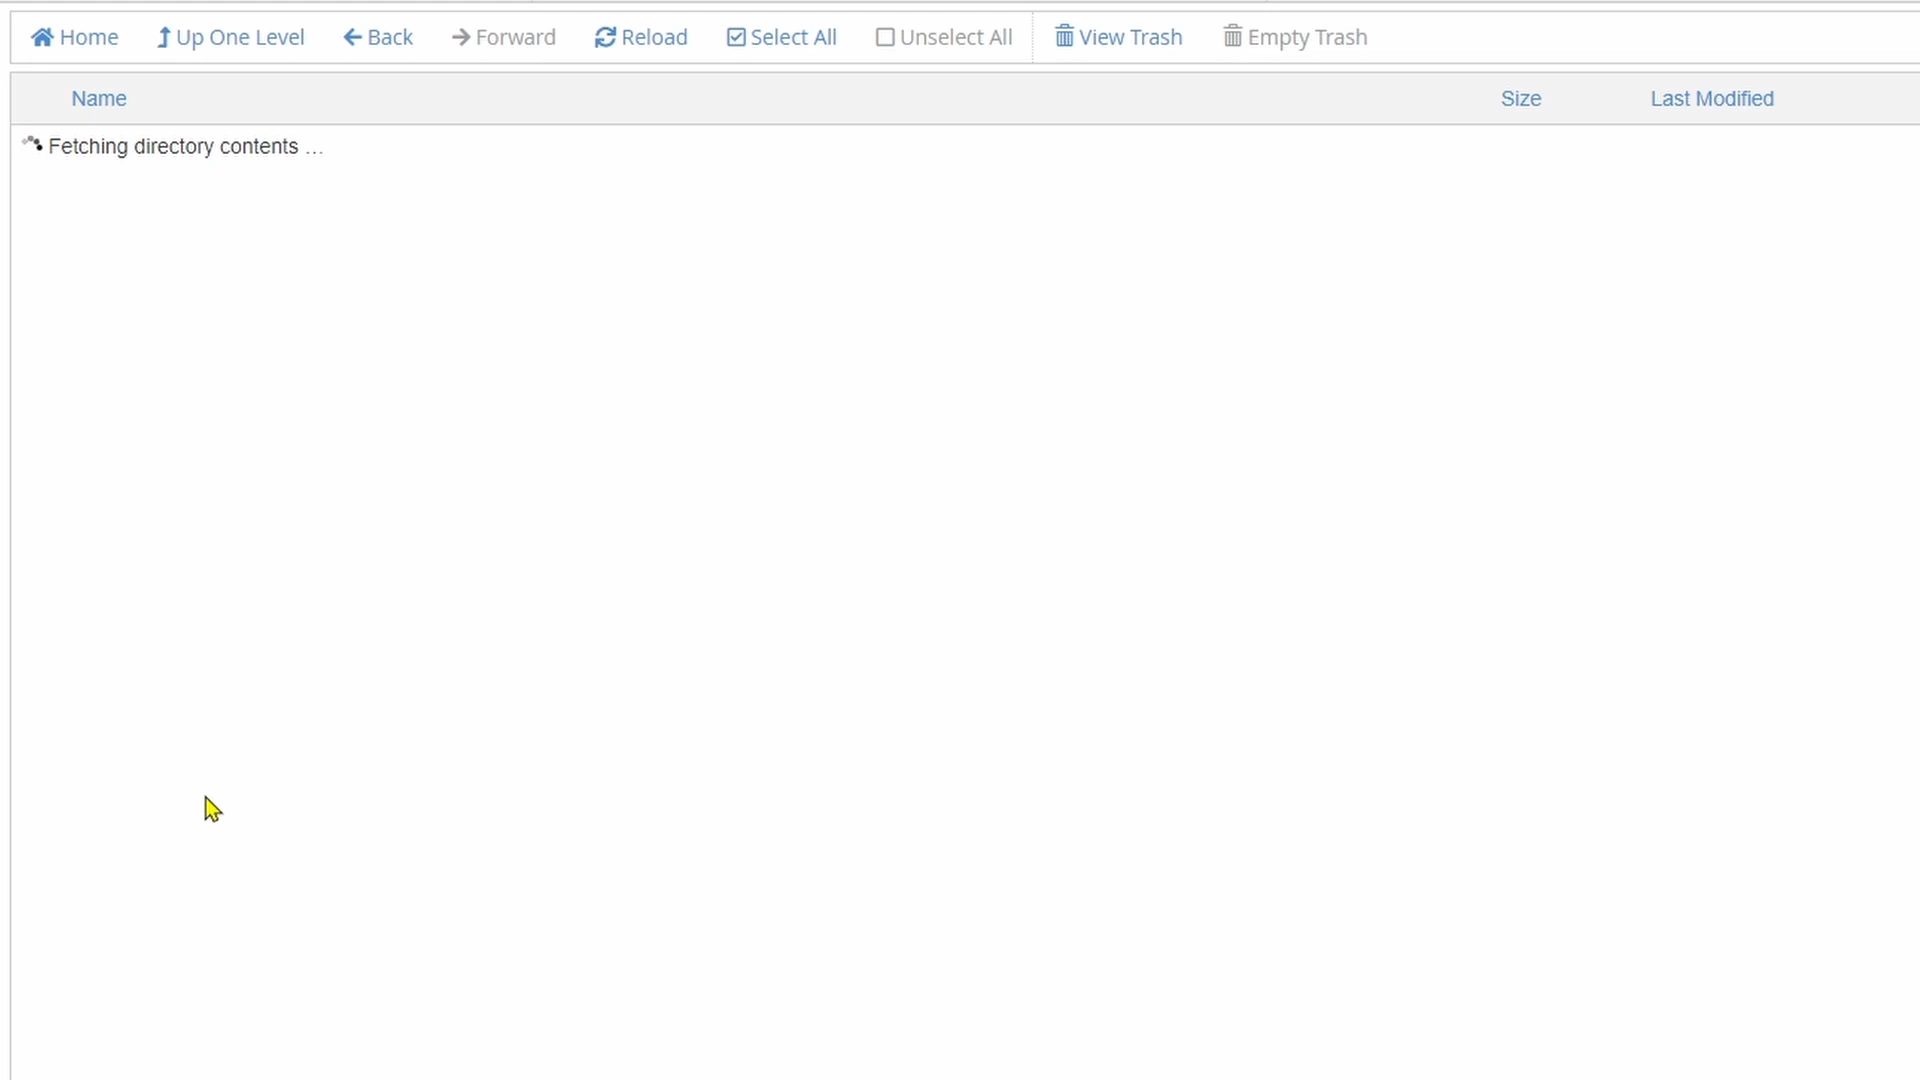 Home Up One Level Back Forward Reload Select All Unselect All View Trash Empty Trash
Name Size Last Modified
Fetching directory contents ...